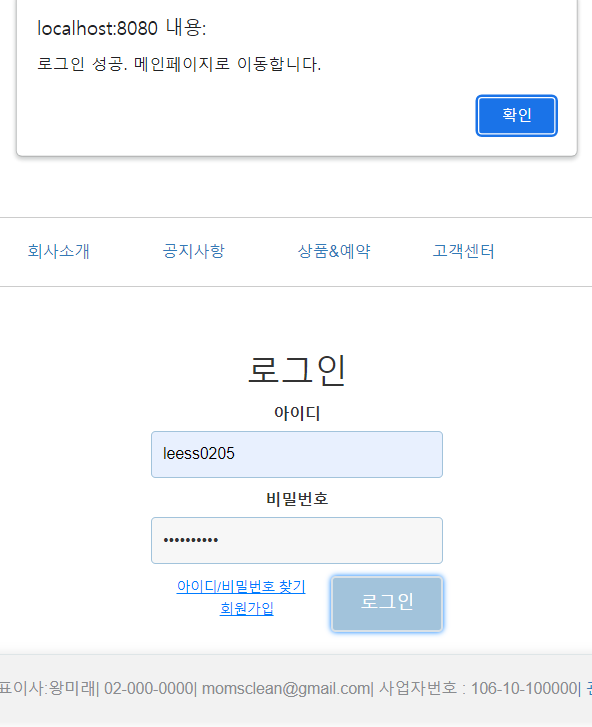 localhost:8080 내용:
로그인 성공. 메인페이지로 이동합니다.
확인
회사소개 공지사항 상품&예약 고객센터
로그인
아이디
leess0205
비밀번호
••••••••••
아이디/비밀번호 찾기
회원가입
로그인
표이사:왕미래| 02-000-0000| momsclean@gmail.com| 사업자번호 : 106-10-100000|